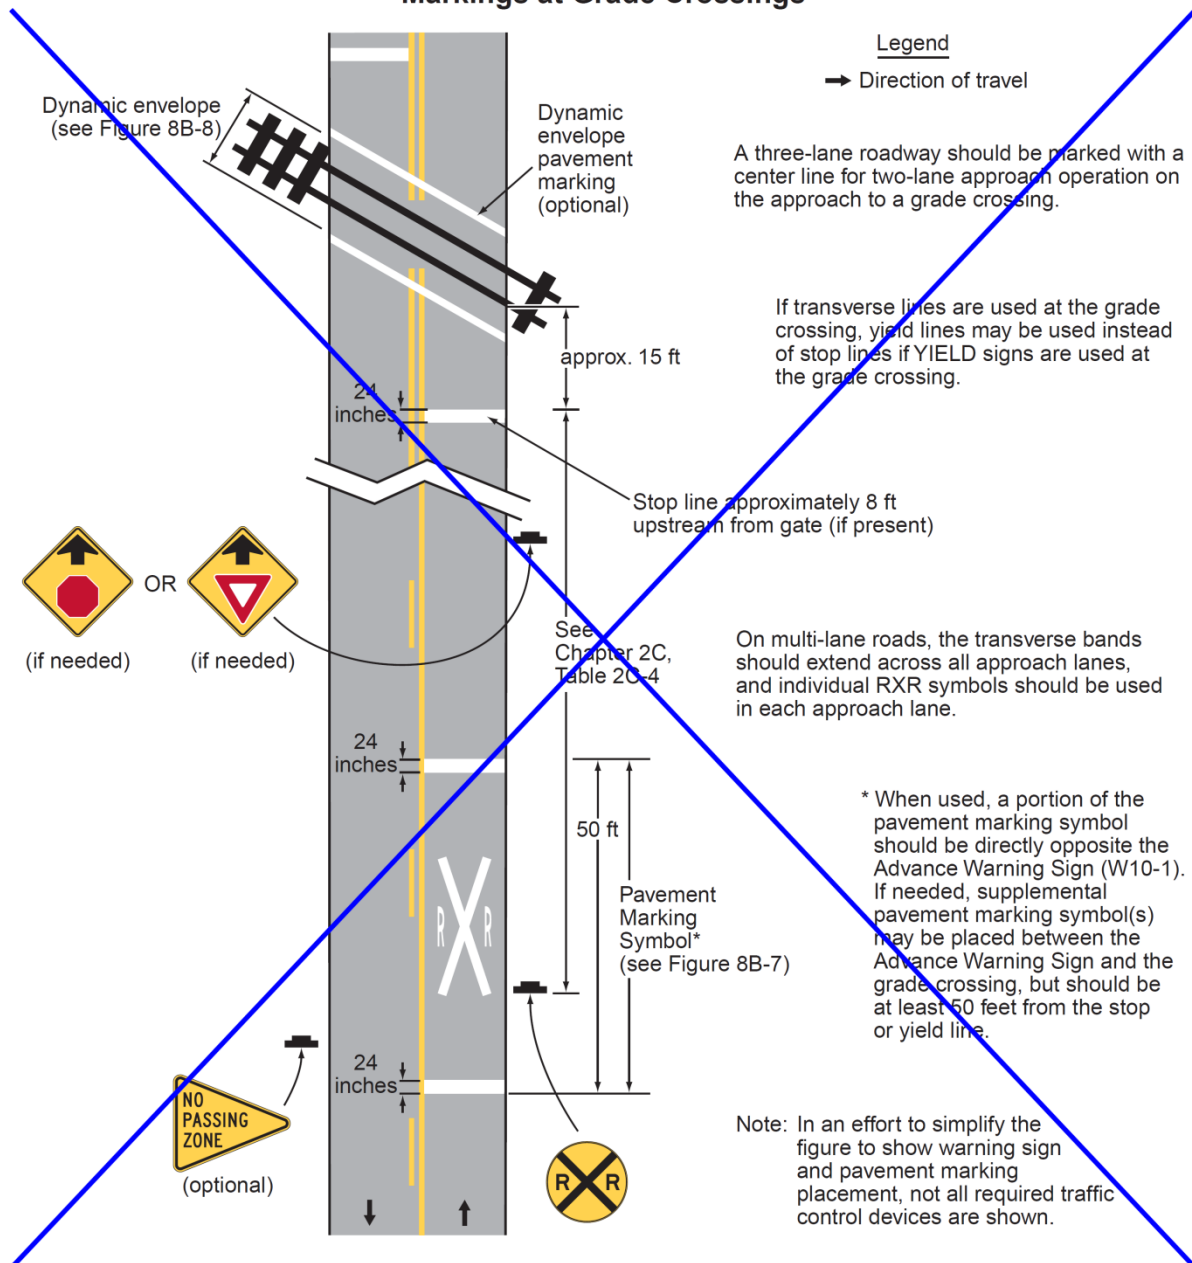 Markings at Grade Crossings
Legend
Direction of travel
Dynamic envelope
(see Figure 8B-8)
Dynamic
envelope
pavement
marking
(optional)
A three-lane roadway should be marked with a
center line for two-lane approach operation on
the approach to a grade crossing.
If transverse lines are used at the grade
crossing, yield lines may be used instead
of stop lines if YIELD signs are used at
the grade crossing.
approx. 15 ft
24
inches
Stop line approximately 8 ft
upstream from gate (if present)
OR
(if needed)
(if needed)
See
Chapter 2C,
Table 2C-4
On multi-lane roads, the transverse bands
should extend across all approach lanes,
and individual RXR symbols should be used
in each approach lane.
24
inches
50 ft
R R
Pavement
Marking
Symbol*
(see Figure 8B-7)
* When used, a portion of the
pavement marking symbol
should be directly opposite the
Advance Warning Sign (W10-1).
If needed, supplemental
pavement marking symbol(s)
may be placed between the
Advance Warning Sign and the
grade crossing, but should be
at least 50 feet from the stop
or yield line.
24
inches
NO
PASSING
ZONE
(optional)
R R
Note: In an effort to simplify the
figure to show warning sign
and pavement marking
placement, not all required traffic
control devices are shown.